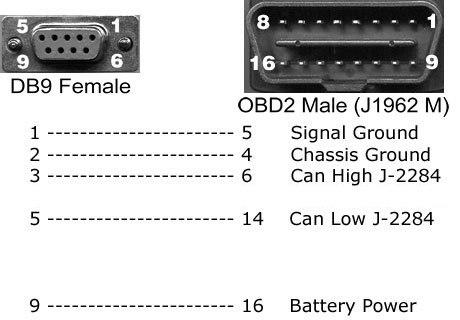 5 1
9 6
DB9 Female
8 1
16 9
OBD2 Male (J1962 M)
1 ----------------------- 5 Signal Ground
2 ----------------------- 4 Chassis Ground
3 ----------------------- 6 Can High J-2284
5 ----------------------- 14 Can Low J-2284
9 ----------------------- 16 Battery Power